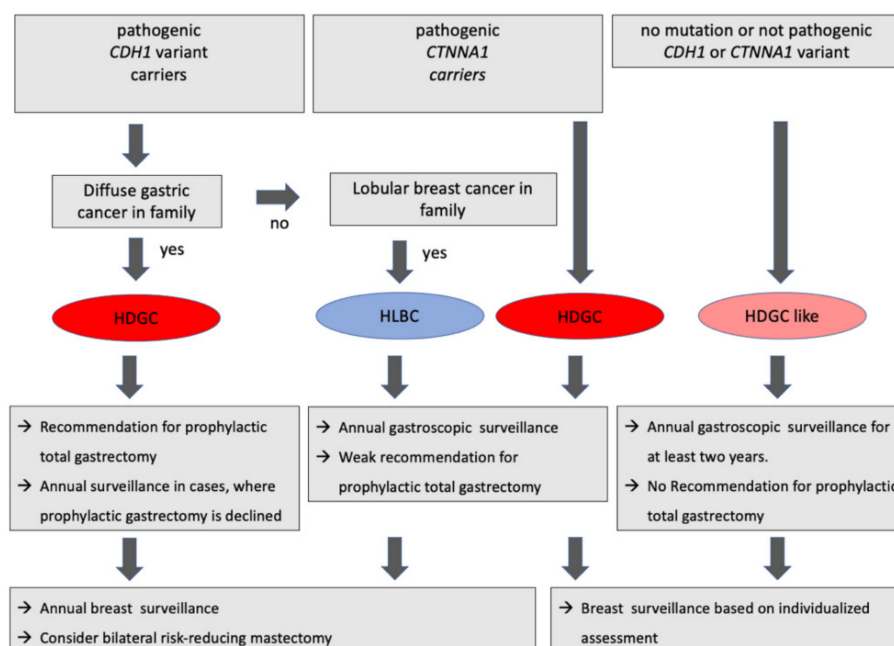 pathogenic
CDH1 variant
carriers
pathogenic
CTNNA1
carriers
no mutation or not pathogenic
CDH1 or CTNNA1 variant
Diffuse gastric
cancer in family
no
Lobular breast cancer in
family
yes
yes
HDGC
HLBC
HDGC
HDGC like
→ Recommendation for prophylactic
total gastrectomy
→ Annual surveillance in cases, where
prophylactic gastrectomy is declined
→ Annual gastroscopic surveillance
→ Weak recommendation for
prophylactic total gastrectomy
→ Annual gastroscopic surveillance for
at least two years.
→ No Recommendation for prophylactic
total gastrectomy
→ Annual breast surveillance
→ Consider bilateral risk-reducing mastectomy
→ Breast surveillance based on individualized
assessment